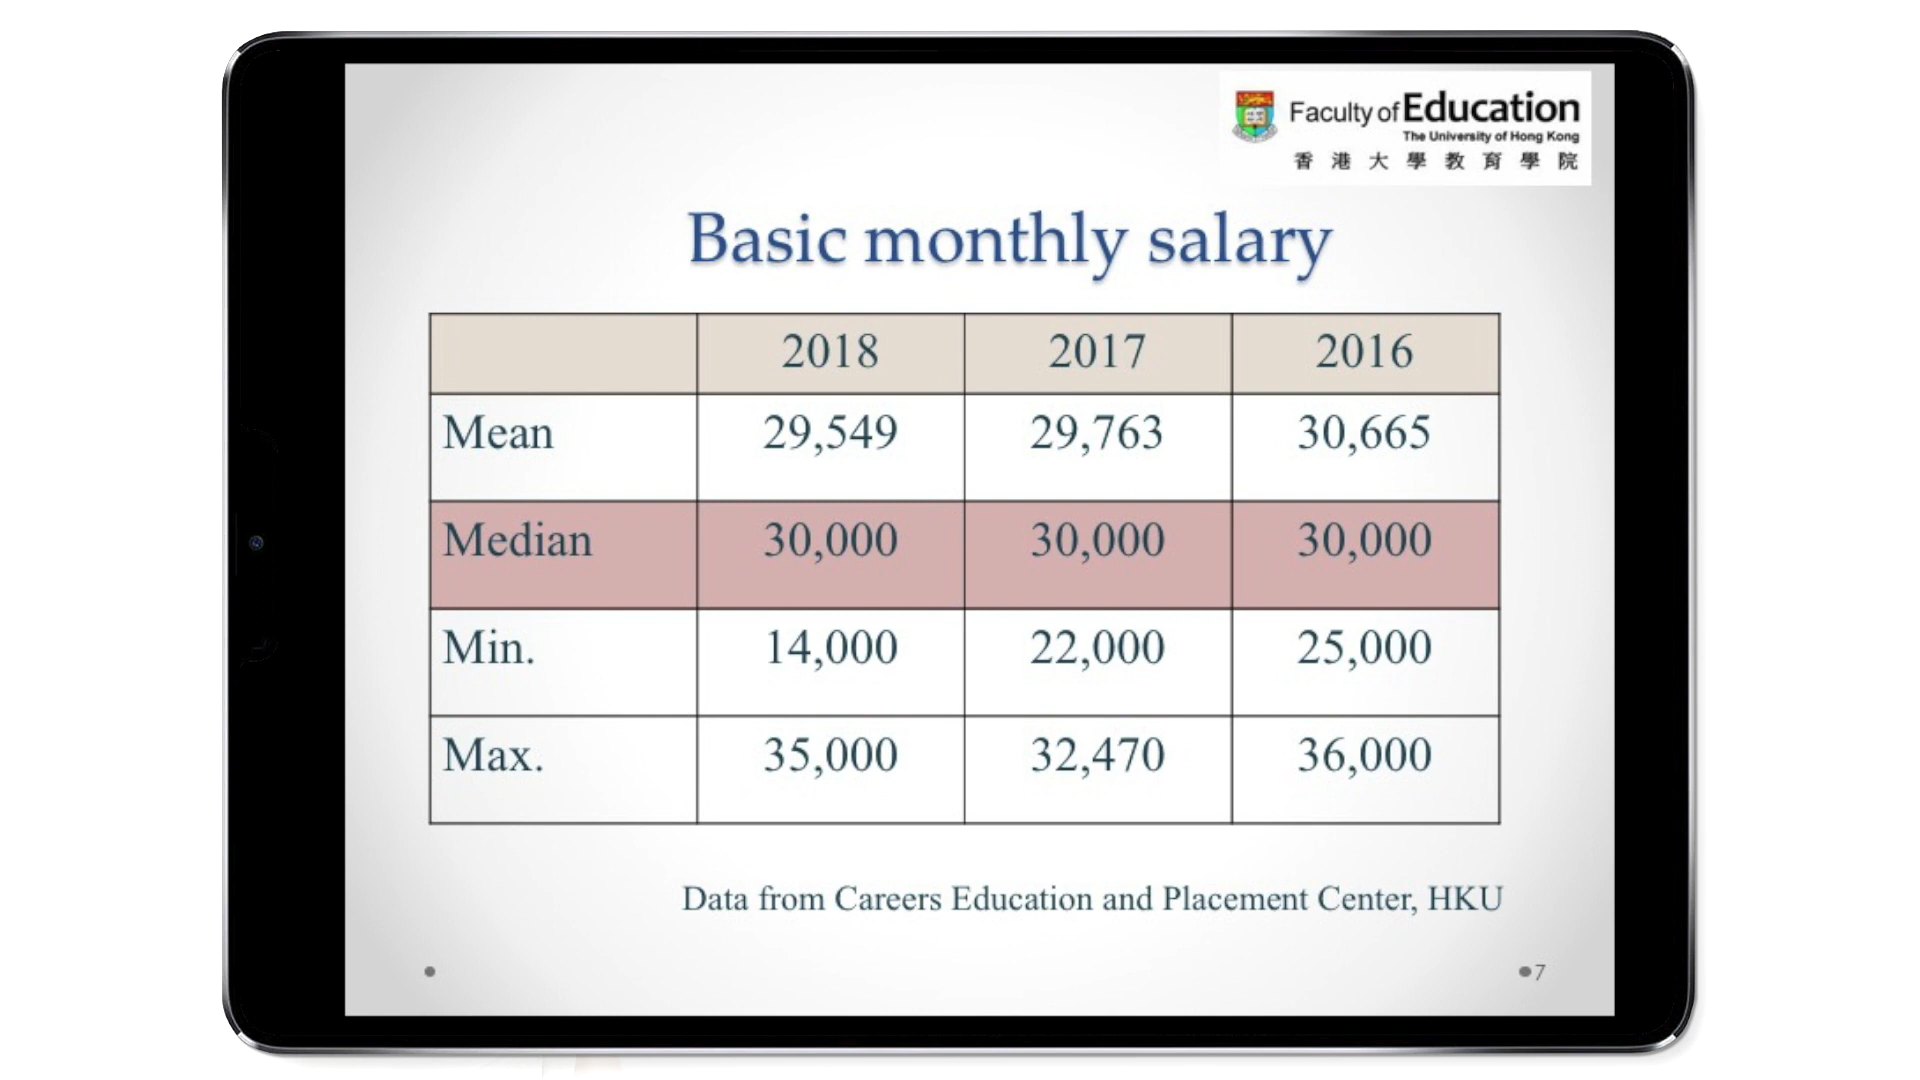 Faculty of Education
The University of Hong Kong
香港大學教育學院
Basic monthly salary
2018 2017 2016
Mean 29,549 29,763 30,665
Median 30,000 30,000 30,000
Min. 14,000 22,000 25,000
Max. 35,000 32,470 36,000
Data from Careers Education and Placement Center, HKU
7